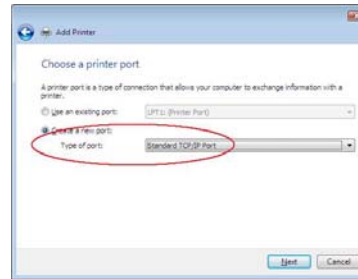 Add Printer
Choose a printer port
A printer port is a type of connection that allows your computer to exchange information with a
printer.
Use an existing port: LPT1: (Printer Port)
Create a new port:
Type of port: Standard TCP/IP Port
Next Cancel